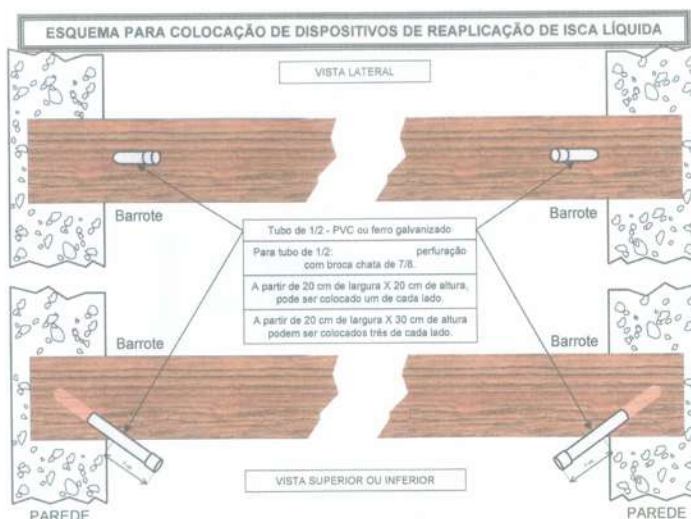 ESQUEMA PARA COLOCAÇÃO DE DISPOSITIVOS DE REAPLICAÇÃO DE ISCA LÍQUIDA
VISTA LATERAL
Barrote
Barrote
Tubo de 1/2 - PVC ou ferro galvanizado
Para tubo de 1/2: perfuração
com broca chata de 7/8.
A partir de 20 cm de largura X 20 cm de altura,
pode ser colocado um de cada lado.
A partir de 20 cm de largura X 30 cm de altura
podem ser colocados três de cada lado.
Barrote
Barrote
VISTA SUPERIOR OU INFERIOR
PAREDE
PAREDE